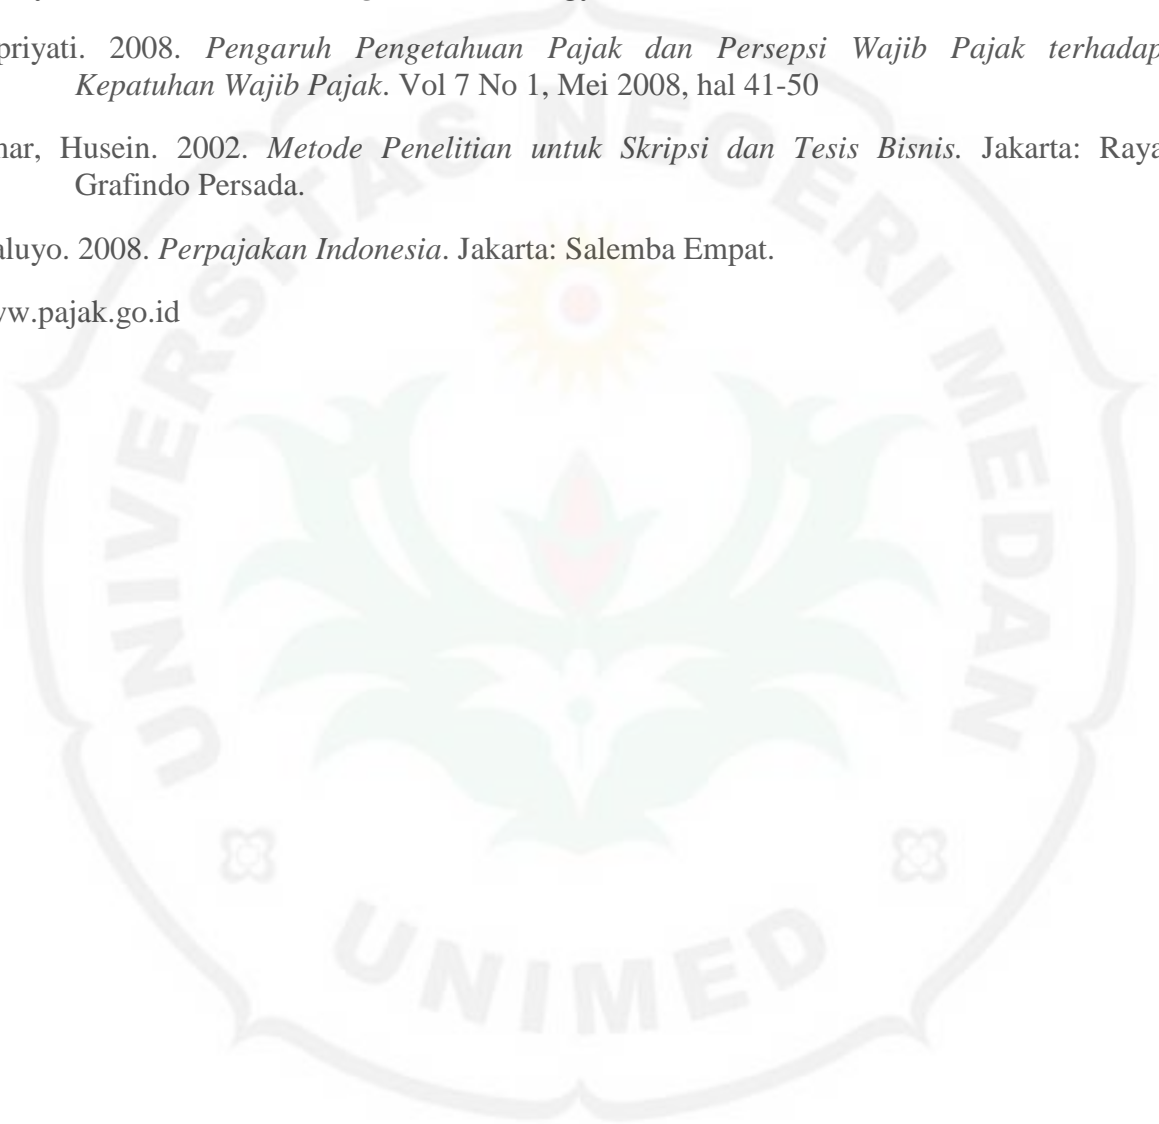 priyati. 2008. Pengaruh Pengetahuan Pajak dan Persepsi Wajib Pajak terhadap
Kepatuhan Wajib Pajak. Vol 7 No 1, Mei 2008, hal 41-50
nar, Husein. 2002. Metode Penelitian untuk Skripsi dan Tesis Bisnis. Jakarta: Raya
Grafindo Persada.
aluyo. 2008. Perpajakan Indonesia. Jakarta: Salemba Empat.
ww.pajak.go.id
UNIVERSITAS NEGERI MEDAN
UNIMED